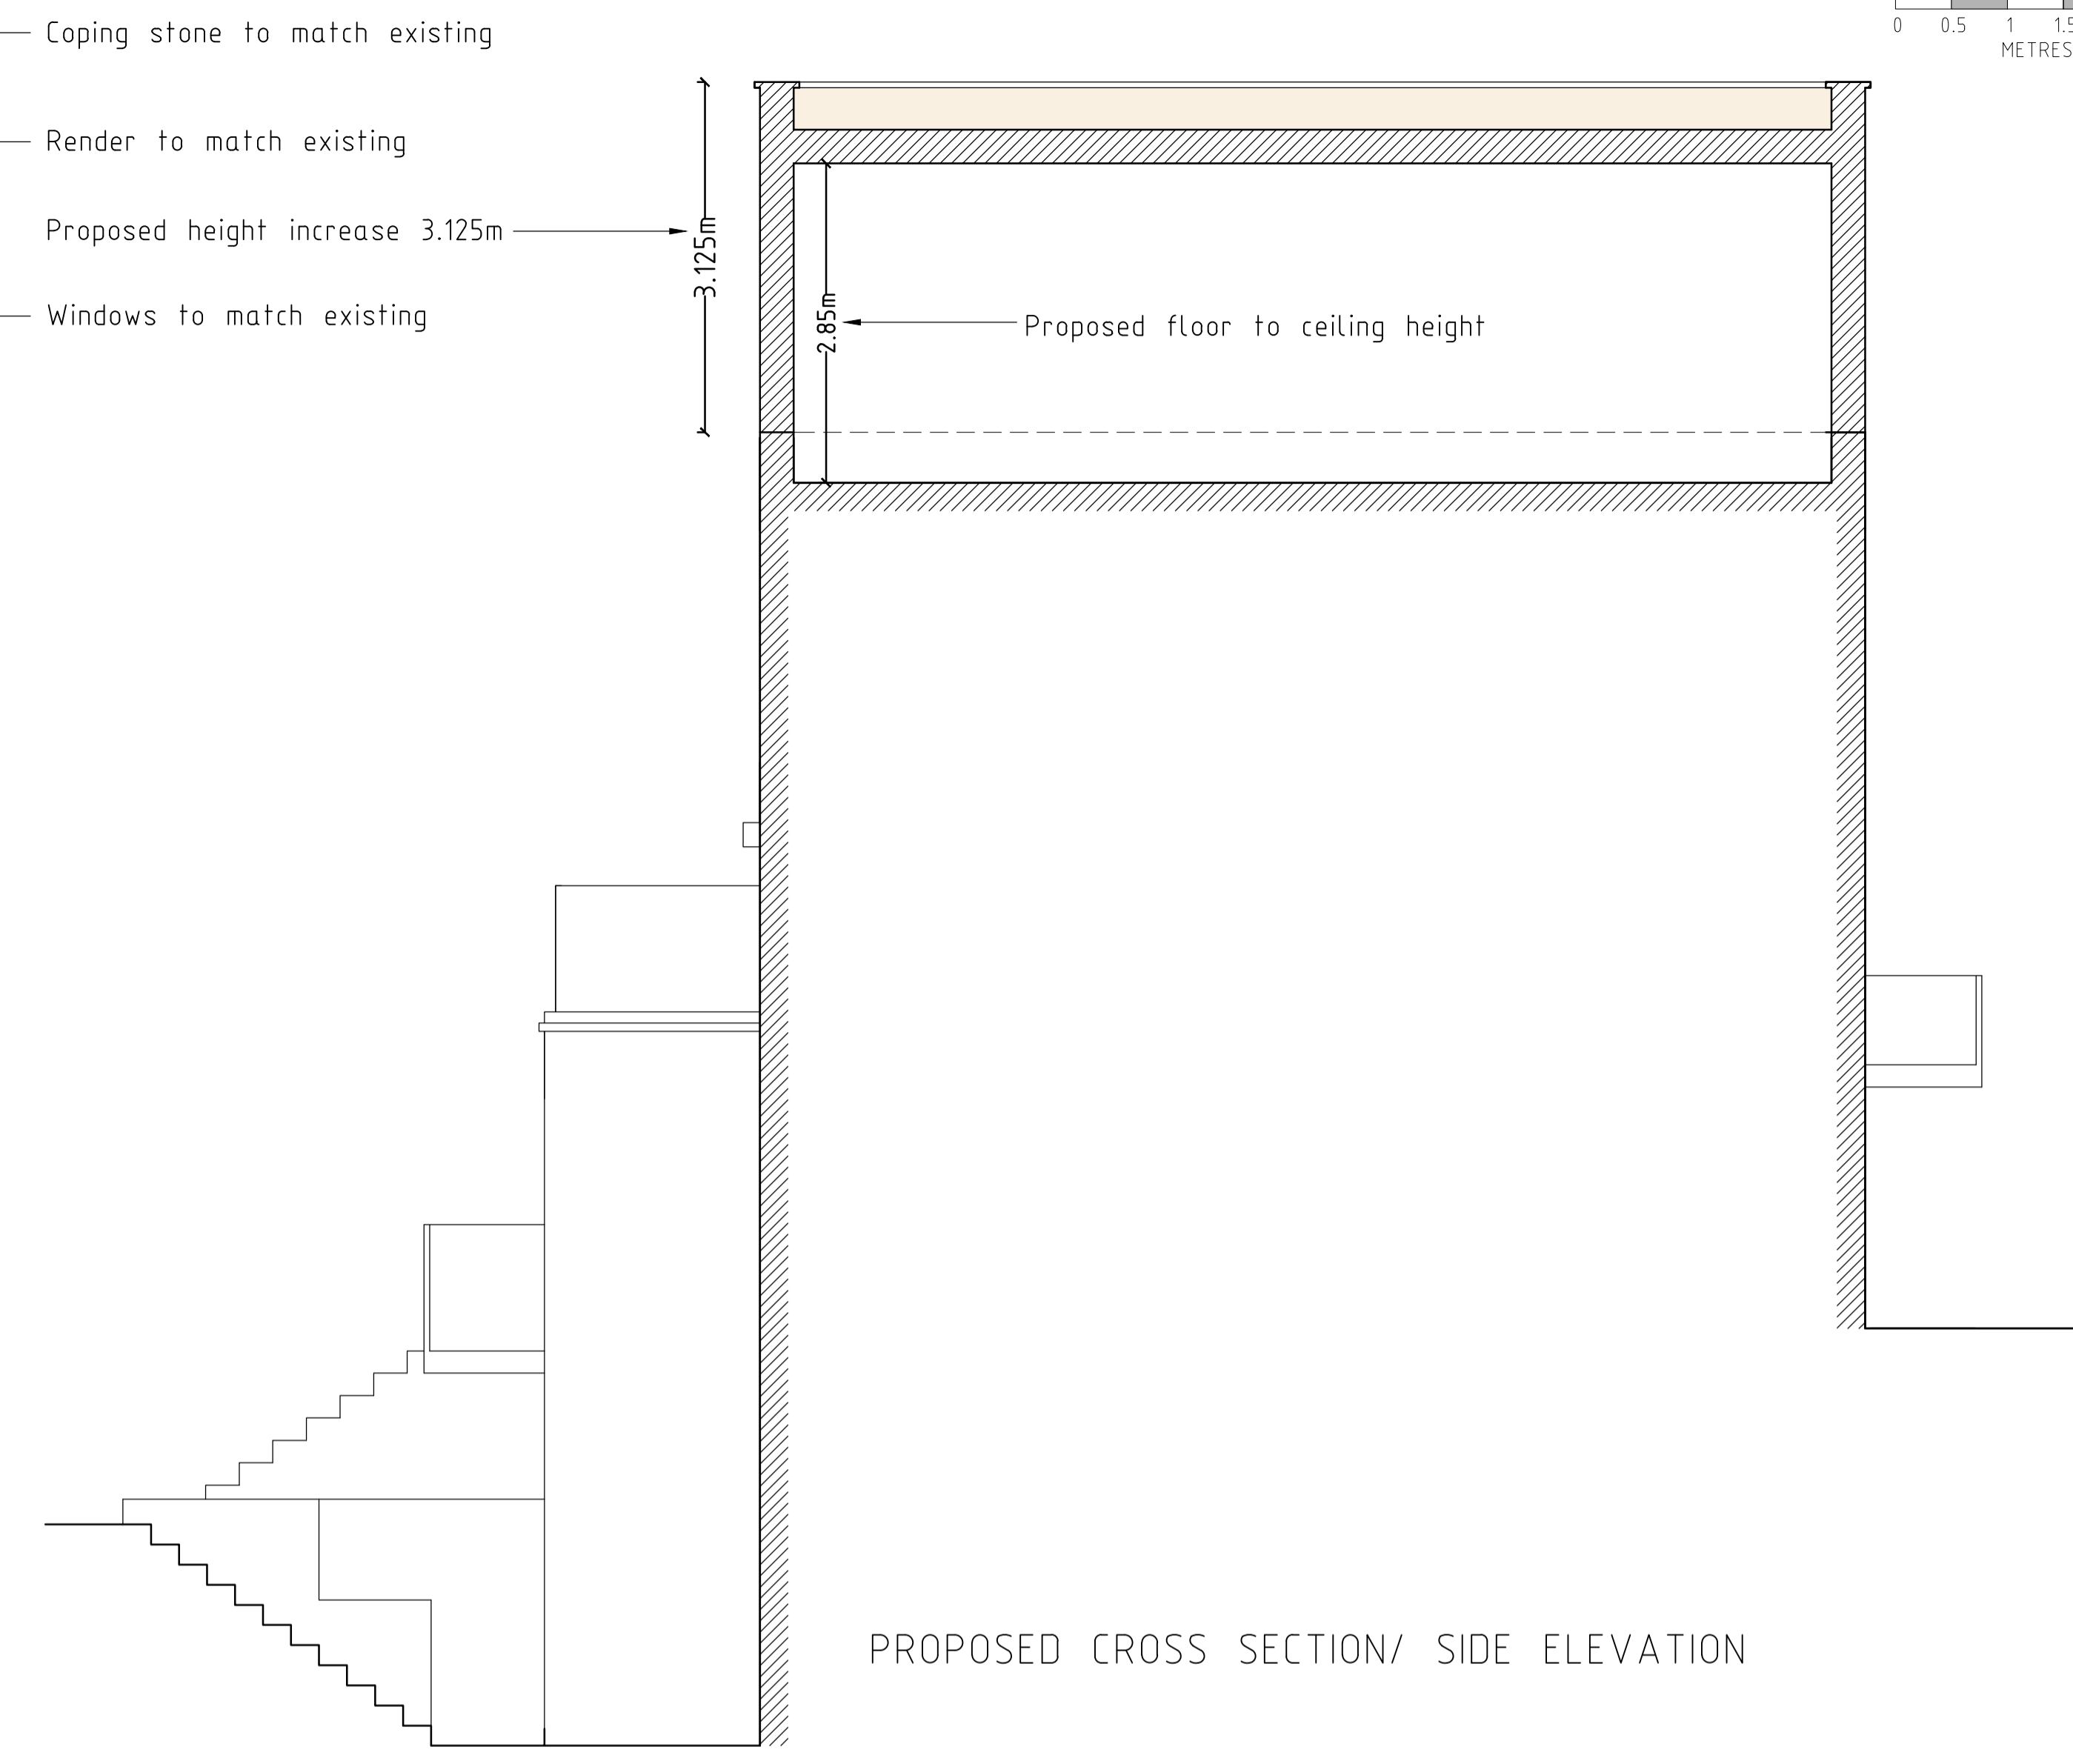 Coping stone to match existing
0 0.5 1 1.5
METRES
Render to match existing
Proposed height increase 3.125m
3.125m
Windows to match existing
2.85m
Proposed floor to ceiling height
PROPOSED CROSS SECTION/ SIDE ELEVATION